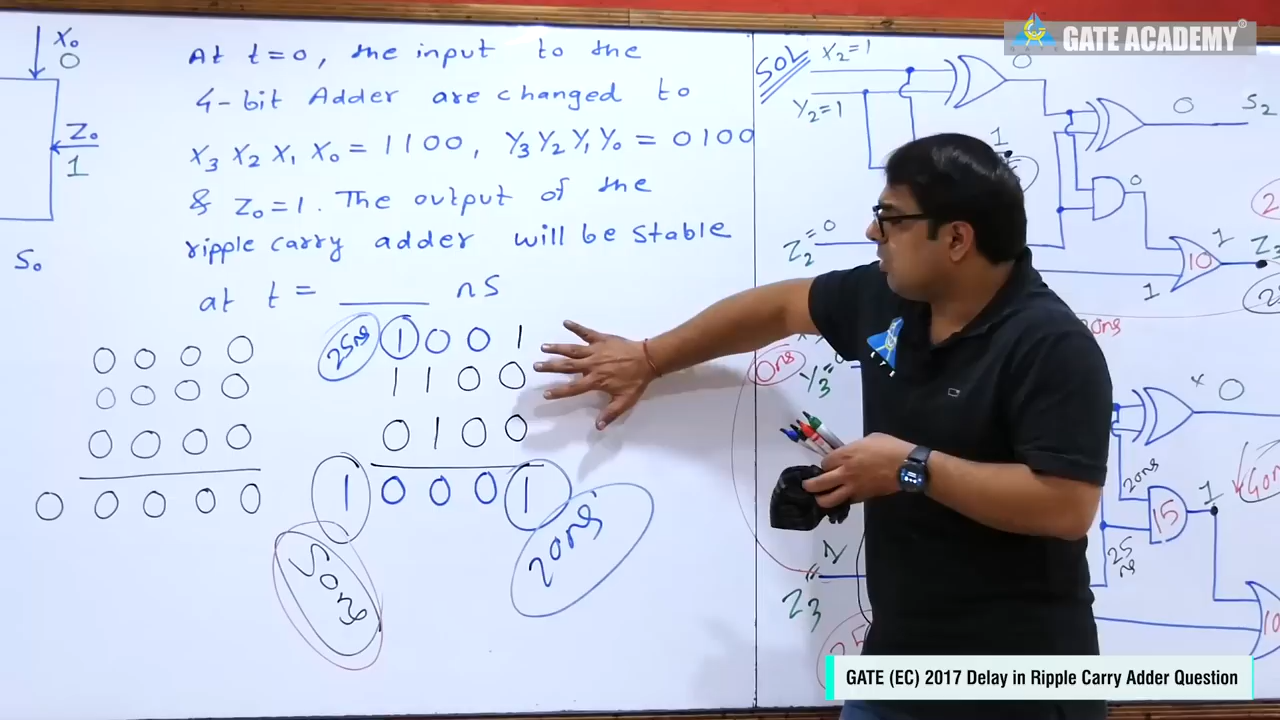 X₀
0
Z₀
1
S₀
At t=0, the input to the
4-bit Adder are changed to
X₃ X₂ X₁ X₀ = 1100, Y₃ Y₂ Y₁ Y₀ = 0100
& Z₀=1. The output of the
ripple carry adder will be stable
at t = ____ ns
0 0 0 0
0 0 0 0
0 0 0 0
0 0 0 0 0
25ns 1 0 0 1
1 1 0 0
0 1 0 0
1 0 0 0 1
50ns
20ns
GATE ACADEMY
SOL
X₂=1
Y₂=1
0
0
S₂
1
0
Z₂=0
10
1
Z₃
1
0ns
Y₃=
0
20ns
15
1
25 ns
1
Z₃
10
GATE (EC) 2017 Delay in Ripple Carry Adder Question